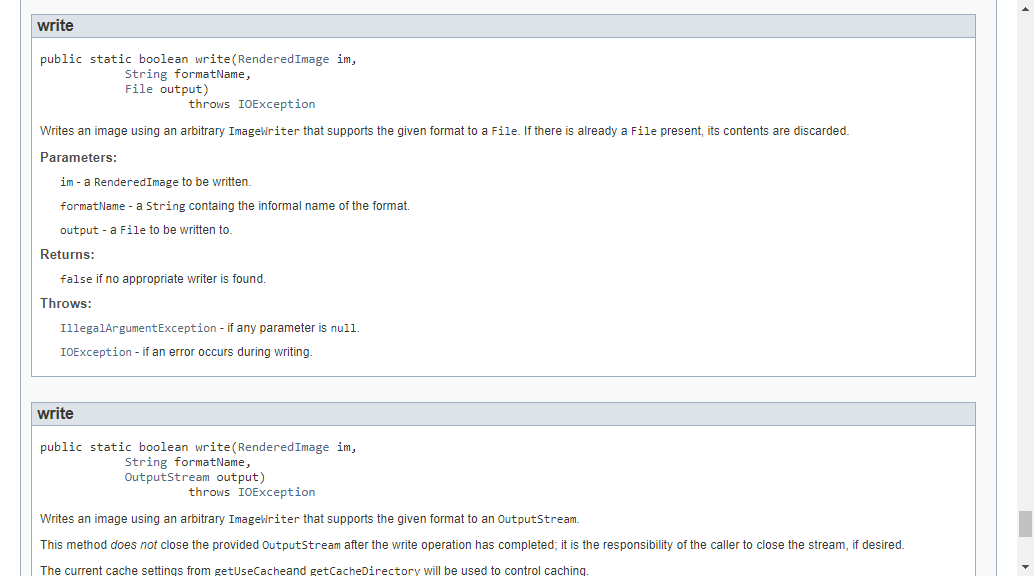 write
public static boolean write(RenderedImage im,
String formatName,
File output)
throws IOException
Writes an image using an arbitrary ImageWriter that supports the given format to a File. If there is already a File present, its contents are discarded.
Parameters:
im - a RenderedImage to be written.
formatName - a String containg the informal name of the format.
output - a File to be written to.
Returns:
false if no appropriate writer is found.
Throws:
IllegalArgumentException - if any parameter is null.
IOException - if an error occurs during writing.
write
public static boolean write(RenderedImage im,
String formatName,
OutputStream output)
throws IOException
Writes an image using an arbitrary ImageWriter that supports the given format to an OutputStream.
This method does not close the provided OutputStream after the write operation has completed; it is the responsibility of the caller to close the stream, if desired.
The current cache settings from getUseCacheand getCacheDirectory will be used to control caching.